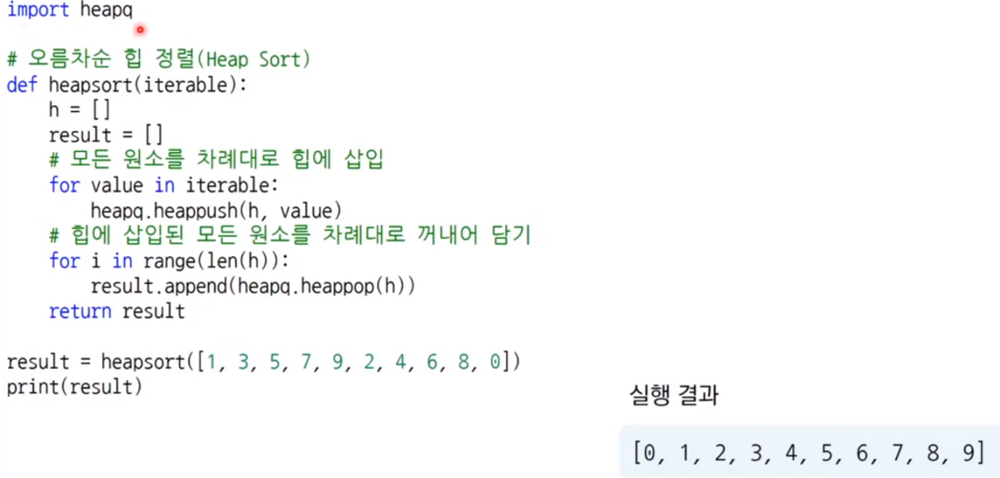 import heapq
# 오름차순 힙 정렬(Heap Sort)
def heapsort(iterable):
    h = []
    result = []
    # 모든 원소를 차례대로 힙에 삽입
    for value in iterable:
        heapq.heappush(h, value)
    # 힙에 삽입된 모든 원소를 차례대로 꺼내어 담기
    for i in range(len(h)):
        result.append(heapq.heappop(h))
    return result
result = heapsort([1, 3, 5, 7, 9, 2, 4, 6, 8, 0])
print(result)
실행 결과
[0, 1, 2, 3, 4, 5, 6, 7, 8, 9]